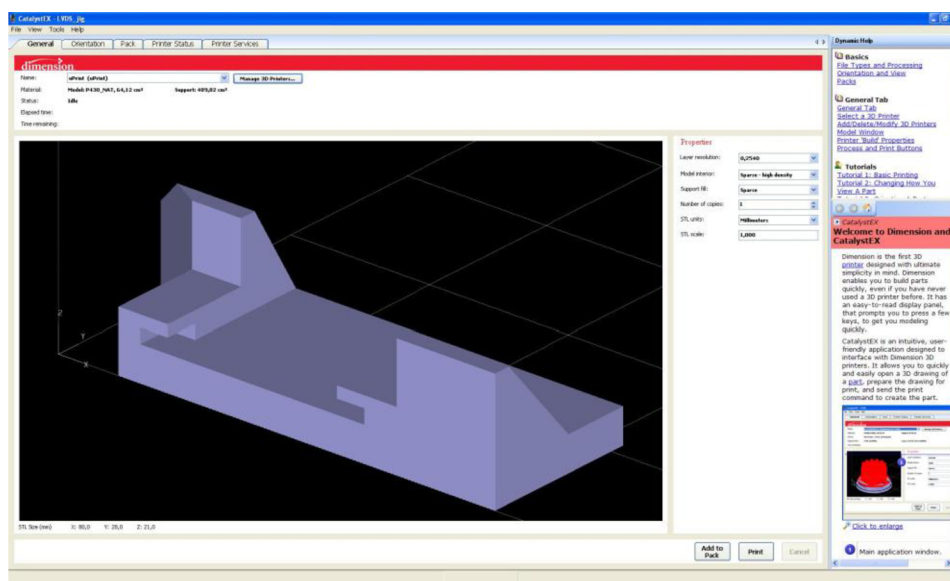 CatalystEX - LVDS_jig
File View Tools Help
General Orientation Pack Printer Status Printer Services
dimension
Name: uPrint (uPrint) Manage 3D Printers...
Material: Model: P430_NAT, 64,12 cm³ Support: 409,02 cm³
Status: Idle
Elapsed time:
Time remaining:
Z
Y
X
STL Size (mm) X: 80,0 Y: 20,0 Z: 21,0
Properties
Layer resolution: 0,2540
Model interior: Sparse - high density
Support fill: Sparse
Number of copies: 1
STL units: Millimeters
STL scale: 1,000
Add to Pack
Print
Cancel
Dynamic Help
Basics
File Types and Processing
Orientation and View
Packs
General Tab
General Tab
Select a 3D Printer
Add/Delete/Modify 3D Printers
Model Window
Printer 'Build' Properties
Process and Print Buttons
Tutorials
Tutorial 1: Basic Printing
Tutorial 2: Changing How You
View A Part
CatalystEX
Welcome to Dimension and
CatalystEX
Dimension is the first 3D
printer designed with ultimate
simplicity in mind. Dimension
enables you to build parts
quickly, even if you have never
used a 3D printer before. It has
an easy-to-read display panel,
that prompts you to press a few
keys, to get you modeling
quickly.
CatalystEX is an intuitive, user-
friendly application designed to
interface with Dimension 3D
printers. It allows you to quickly
and easily open a 3D drawing of
a part, prepare the drawing for
print, and send the print
command to create the part.
Click to enlarge
1 Main application window.